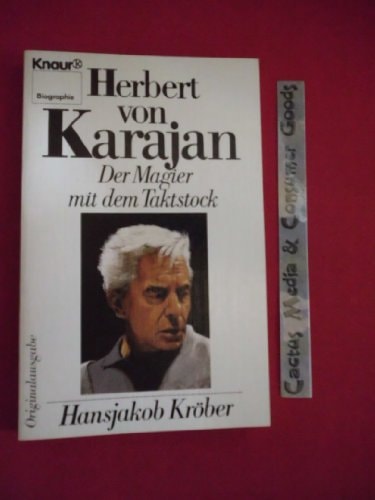 Knaur®
Biographie
Herbert
von
Karajan
Der Magier
mit dem Taktstock
Originalausgabe
Hansjakob Kröber
Cactus Media & Consumer Goods